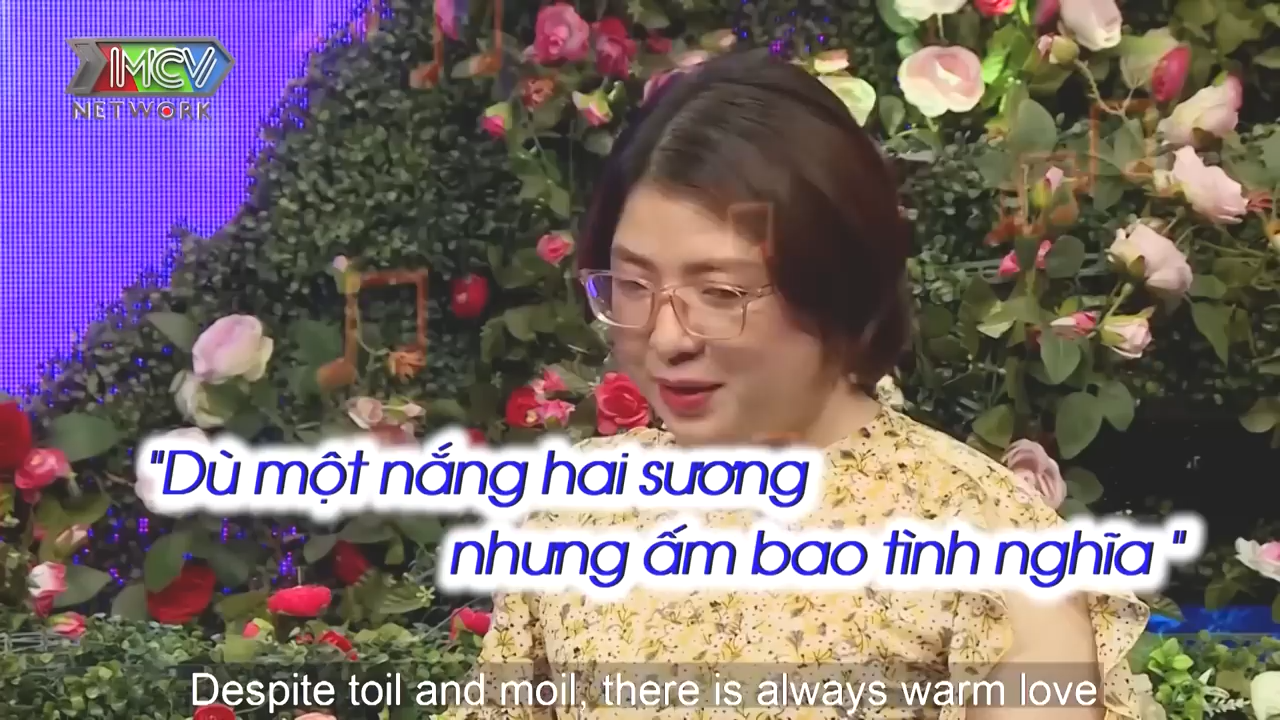 MCV
NETWORK
"Dù một nắng hai sương
nhưng ấm bao tình nghĩa "
Despite toil and moil, there is always warm love